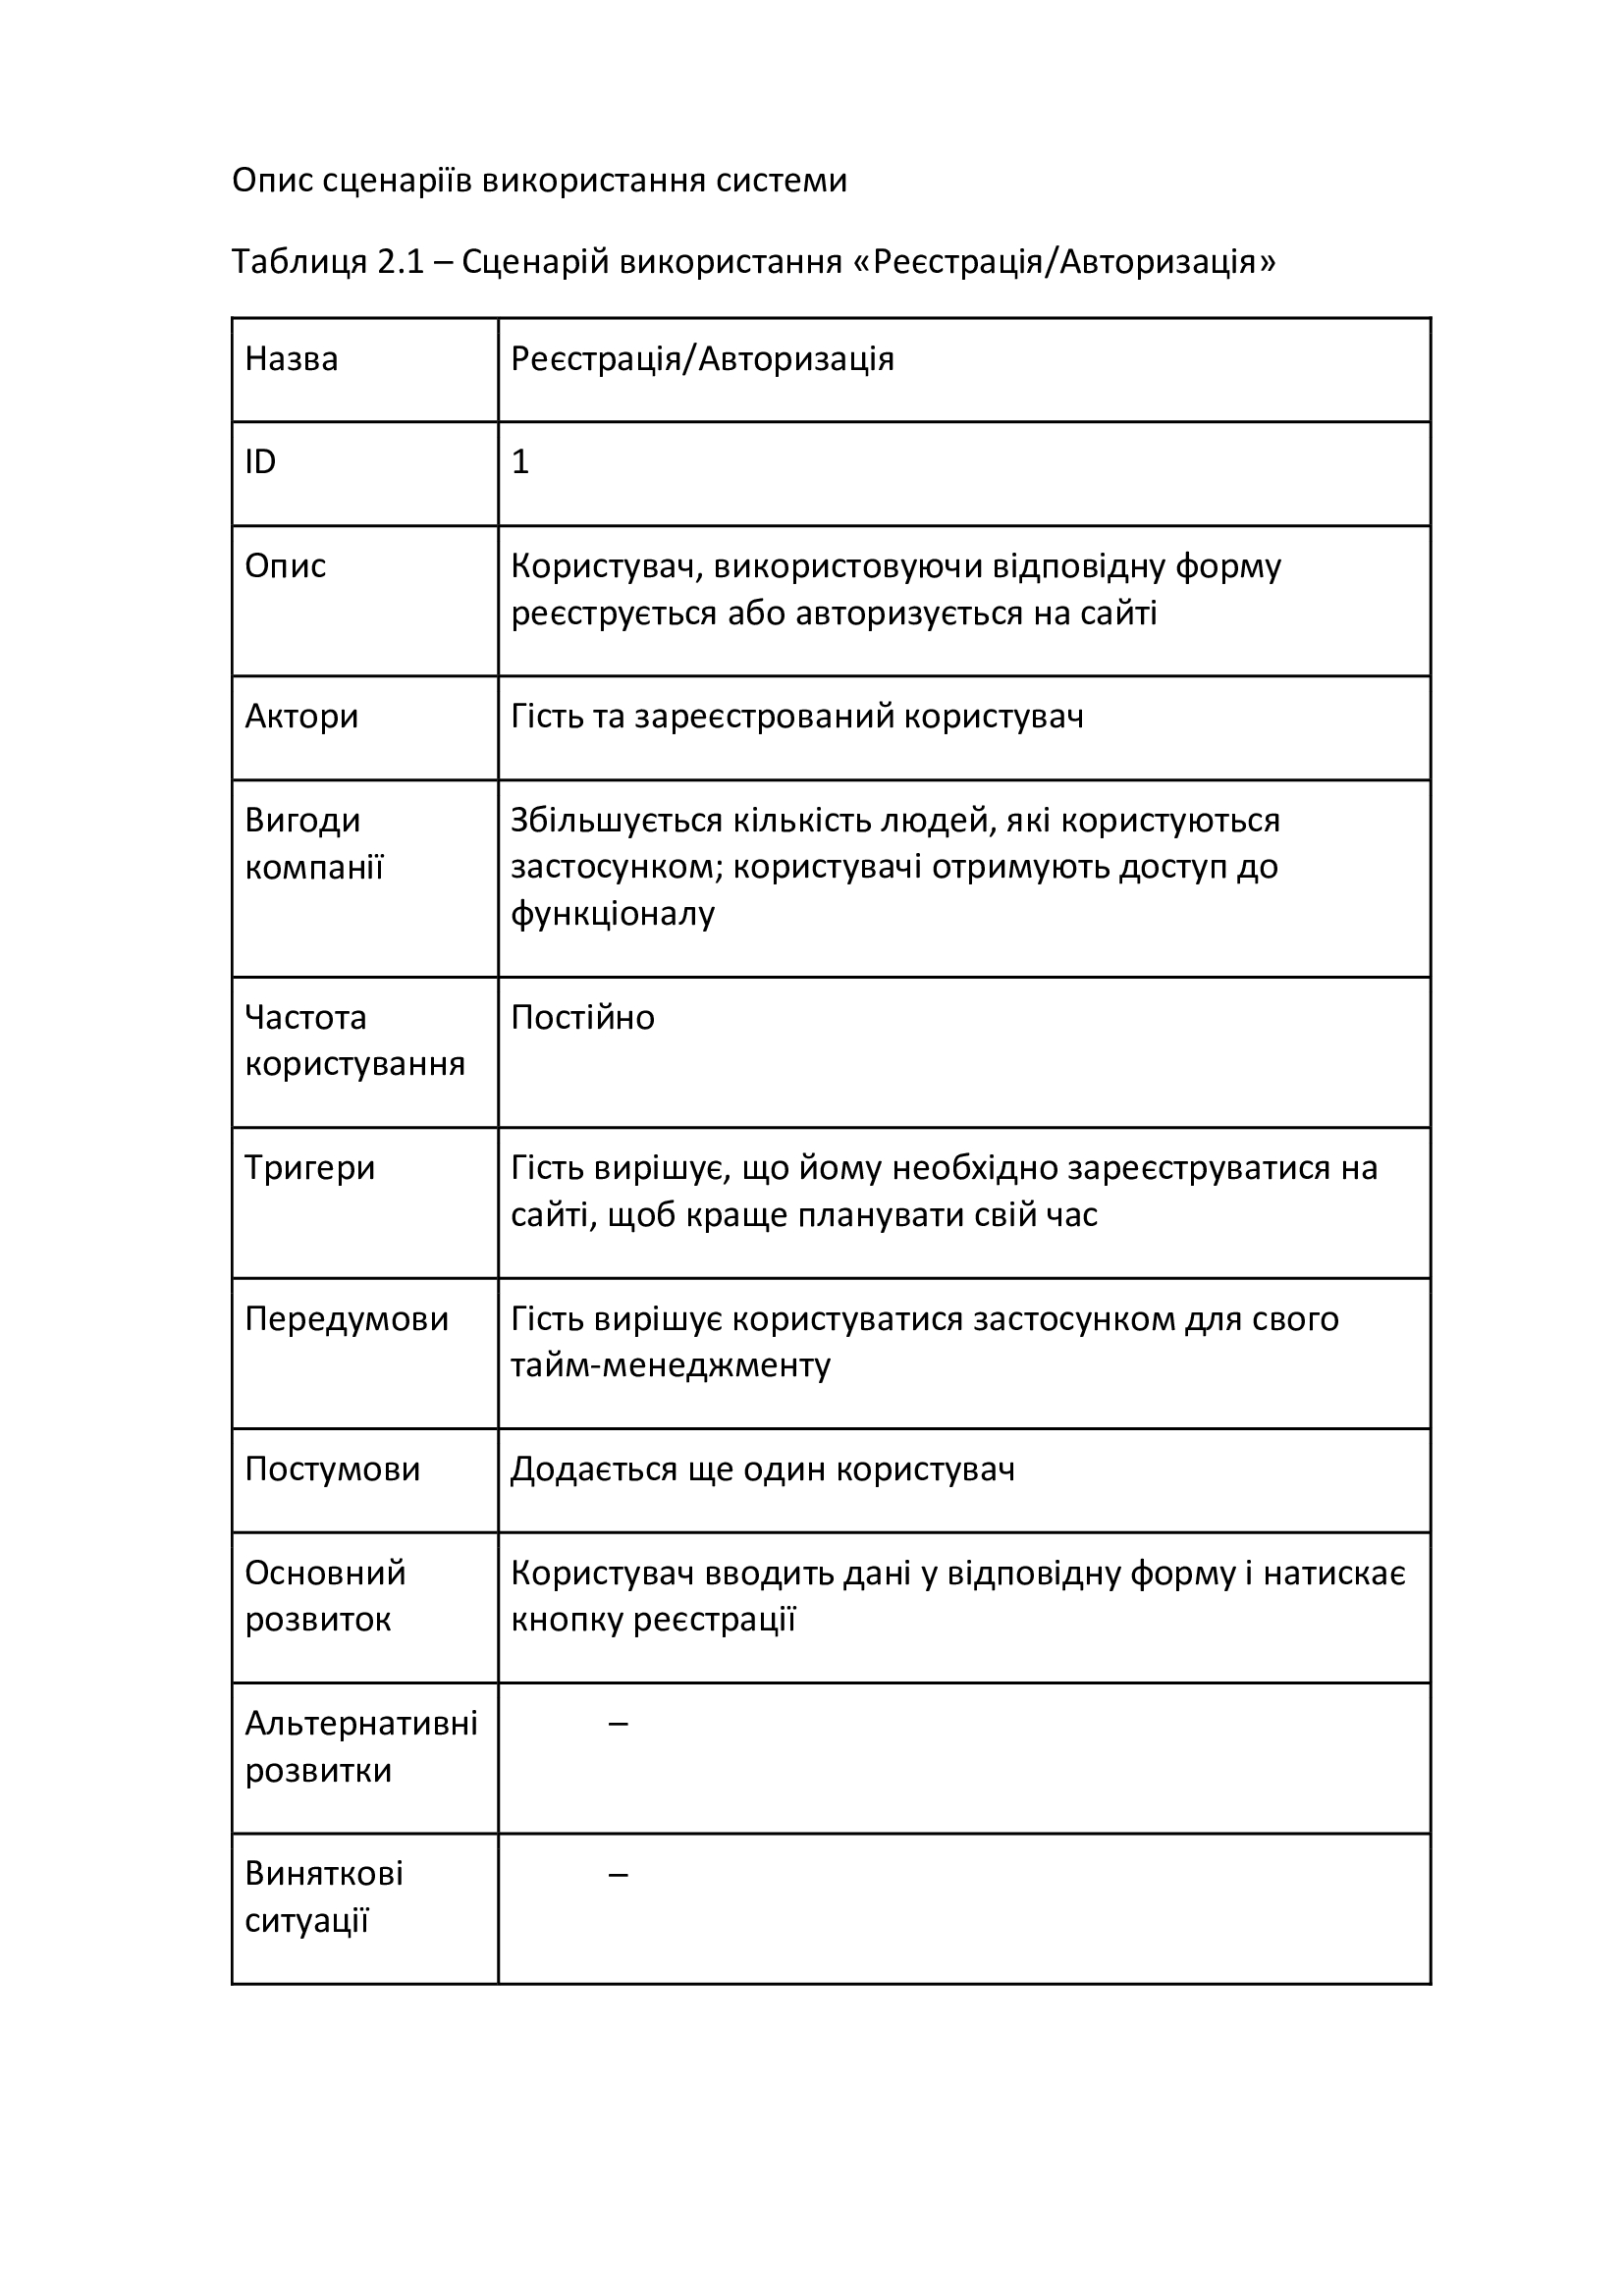 Опис сценаріїв використання системи
Таблиця 2.1 – Сценарій використання «Реєстрація/Авторизація»
Назва
Реєстрація/Авторизація
ID
1
Опис
Користувач, використовуючи відповідну форму
реєструється або авторизується на сайті
Актори
Гість та зареєстрований користувач
Вигоди
компанії
Збільшується кількість людей, які користуються
застосунком; користувачі отримують доступ до
функціоналу
Частота
користування
Постійно
Тригери
Гість вирішує, що йому необхідно зареєструватися на
сайті, щоб краще планувати свій час
Передумови
Гість вирішує користуватися застосунком для свого
тайм-менеджменту
Постумови
Додається ще один користувач
Основний
розвиток
Користувач вводить дані у відповідну форму і натискає
кнопку реєстрації
Альтернативні
розвитки
–
Виняткові
ситуації
–